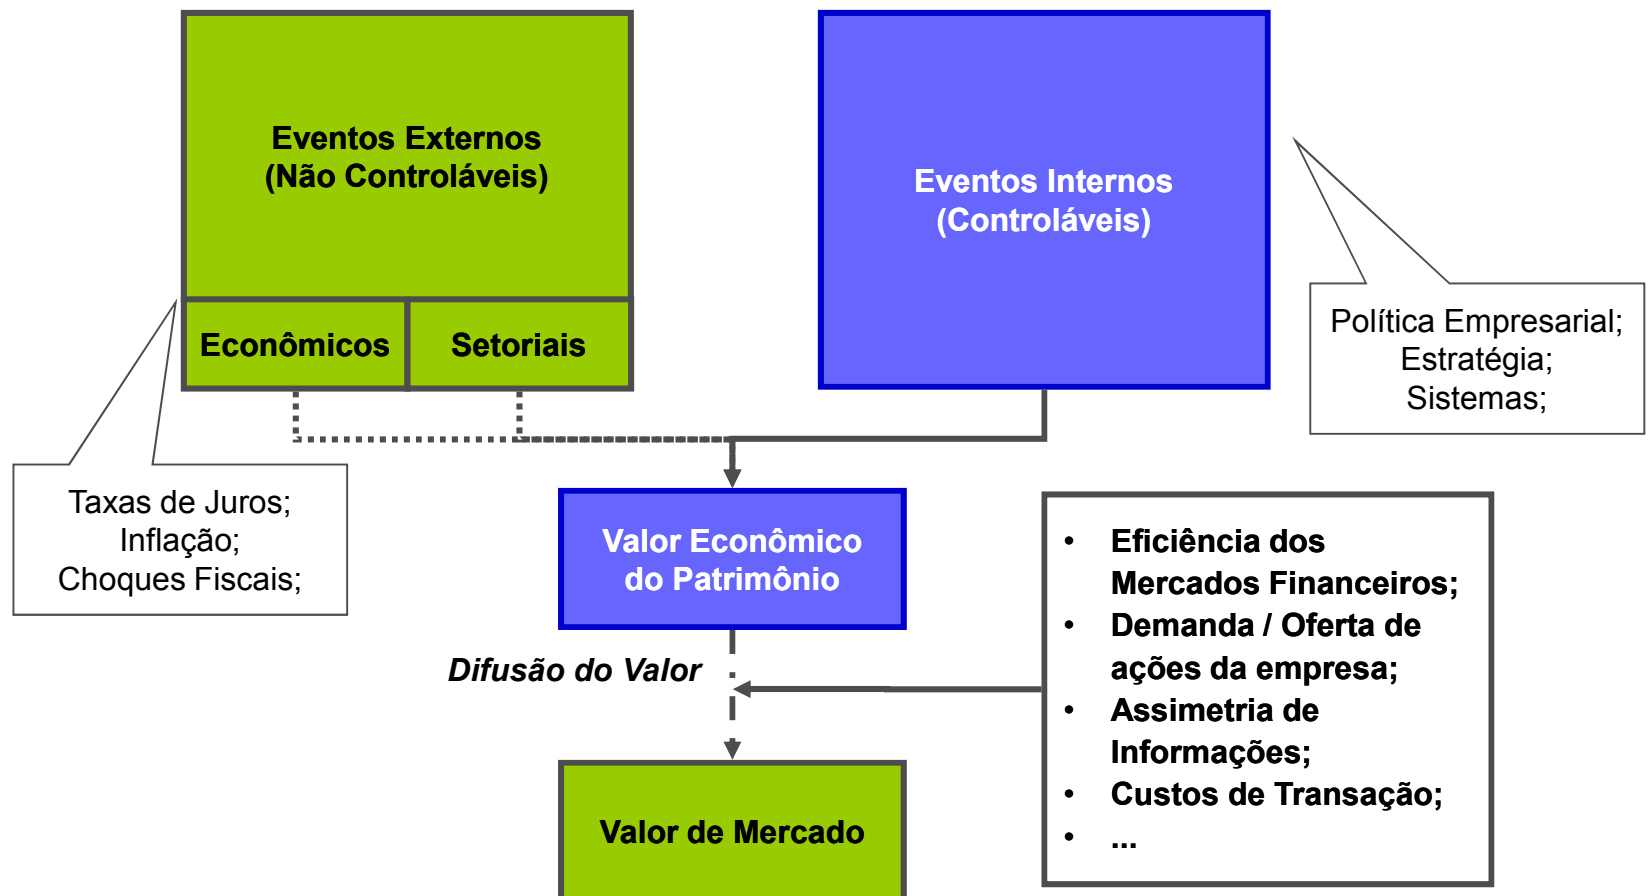 Eventos Externos
(Não Controláveis)
Eventos Internos
(Controláveis)
Econômicos
Setoriais
Política Empresarial;
Estratégia;
Sistemas;
Taxas de Juros;
Inflação;
Choques Fiscais;
Valor Econômico
do Patrimônio
Difusão do Valor
• Eficiência dos
Mercados Financeiros;
• Demanda / Oferta de
ações da empresa;
• Assimetria de
Informações;
• Custos de Transação;
• ...
Valor de Mercado